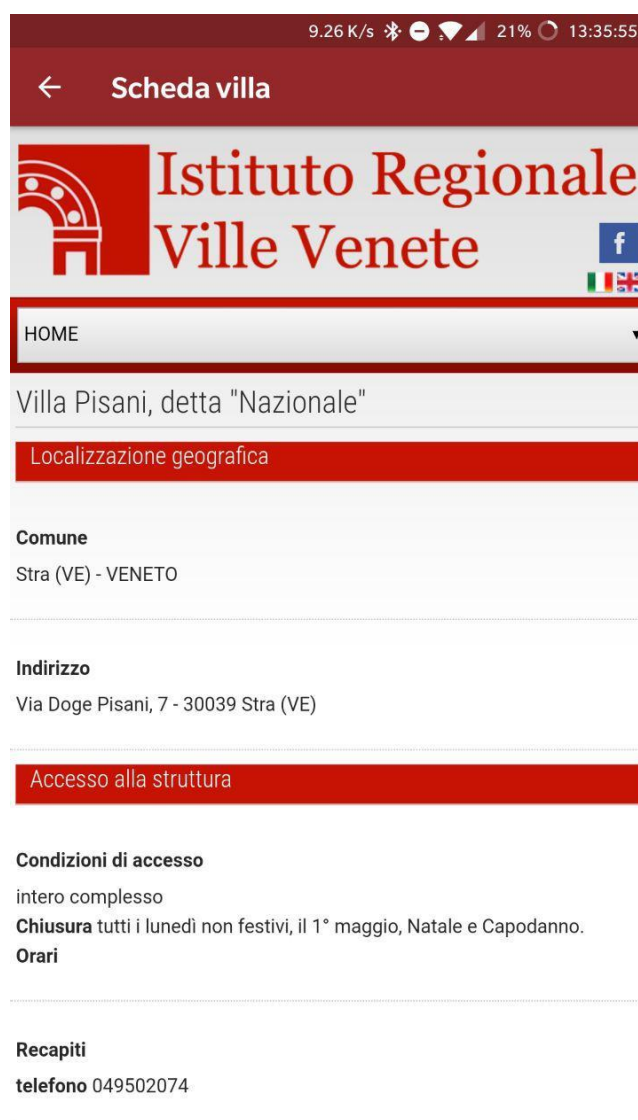 9.26 K/s 21% 13:35:55
Scheda villa
Istituto Regionale
Ville Venete
f
HOME
Villa Pisani, detta "Nazionale"
Localizzazione geografica
Comune
Stra (VE) - VENETO
Indirizzo
Via Doge Pisani, 7 - 30039 Stra (VE)
Accesso alla struttura
Condizioni di accesso
intero complesso
Chiusura tutti i lunedì non festivi, il 1° maggio, Natale e Capodanno.
Orari
Recapiti
telefono 049502074